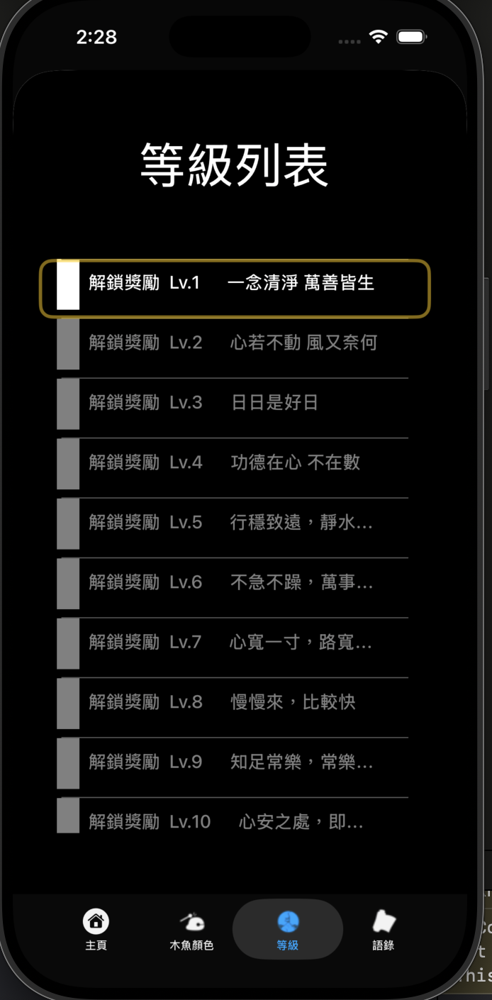 2:28
等級列表
解鎖獎勵 Lv.1 一念清淨 萬善皆生
解鎖獎勵 Lv.2 心若不動 風又奈何
解鎖獎勵 Lv.3 日日是好日
解鎖獎勵 Lv.4 功德在心 不在數
解鎖獎勵 Lv.5 行穩致遠，靜水...
解鎖獎勵 Lv.6 不急不躁，萬事...
解鎖獎勵 Lv.7 心寬一寸，路寬...
解鎖獎勵 Lv.8 慢慢來，比較快
解鎖獎勵 Lv.9 知足常樂，常樂...
解鎖獎勵 Lv.10 心安之處，即...
主頁 木魚顏色 等級 語錄